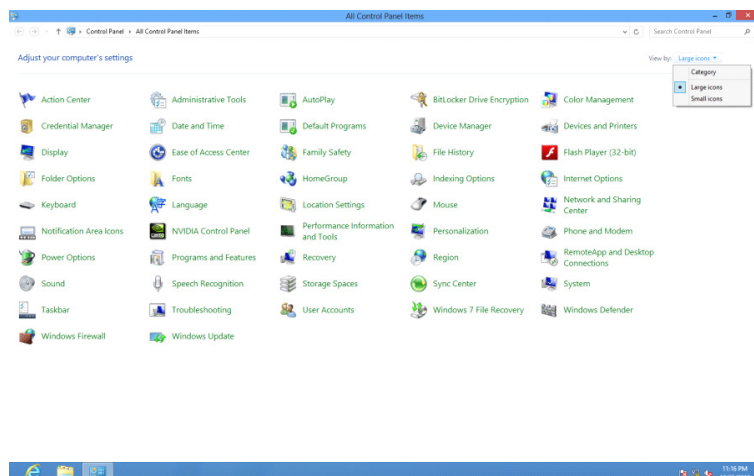 All Control Panel Items
Control Panel All Control Panel Items
Search Control Panel
Adjust your computer's settings
View by: Large icons
Category
Large icons
Small icons
Action Center Administrative Tools AutoPlay BitLocker Drive Encryption Color Management
Credential Manager Date and Time Default Programs Device Manager Devices and Printers
Display Ease of Access Center Family Safety File History Flash Player (32-bit)
Folder Options Fonts HomeGroup Indexing Options Internet Options
Keyboard Language Location Settings Mouse Network and Sharing
Center
Notification Area Icons NVIDIA Control Panel Performance Information
and Tools
Personalization Phone and Modem
Power Options Programs and Features Recovery Region RemoteApp and Desktop
Connections
Sound Speech Recognition Storage Spaces Sync Center System
Taskbar Troubleshooting User Accounts Windows 7 File Recovery Windows Defender
Windows Firewall Windows Update
11:16 PM